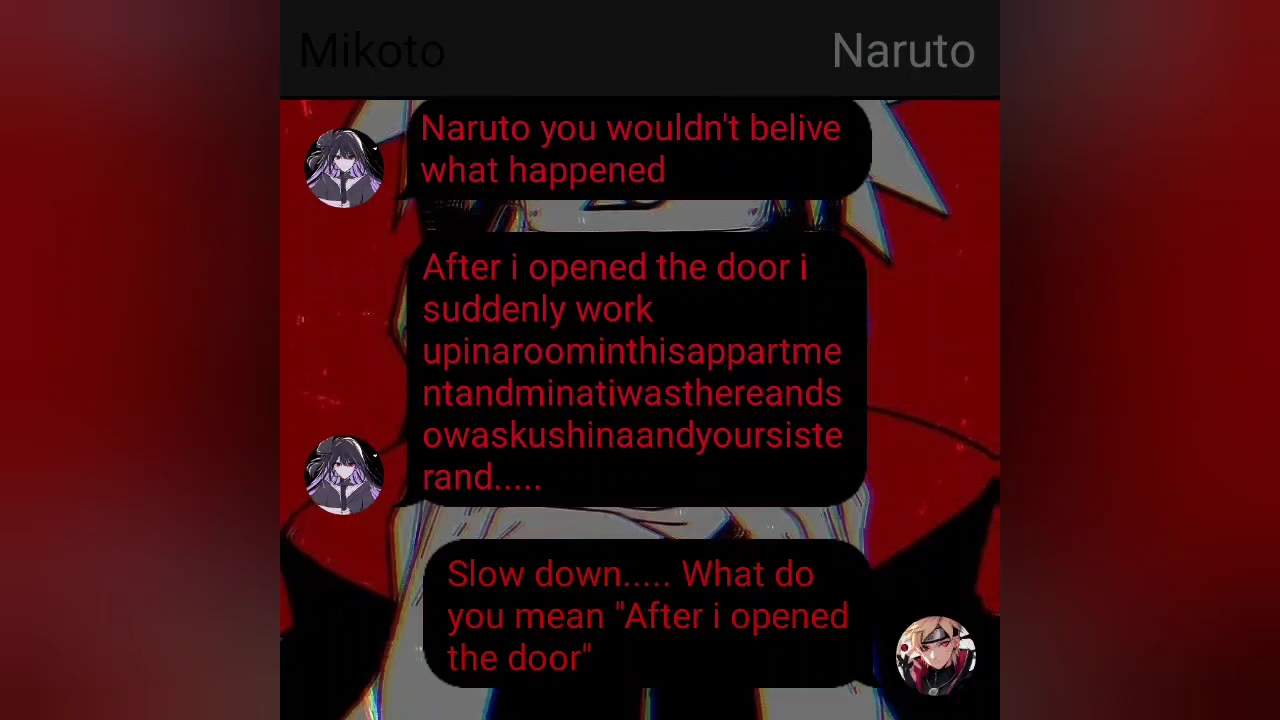 Mikoto
Naruto
Naruto you wouldn't belive
what happened
After i opened the door i
suddenly work
upinaroominthisappartme
ntandminatiwasthereands
owaskushinaandyoursiste
rand.....
Slow down..... What do
you mean "After i opened
the door"